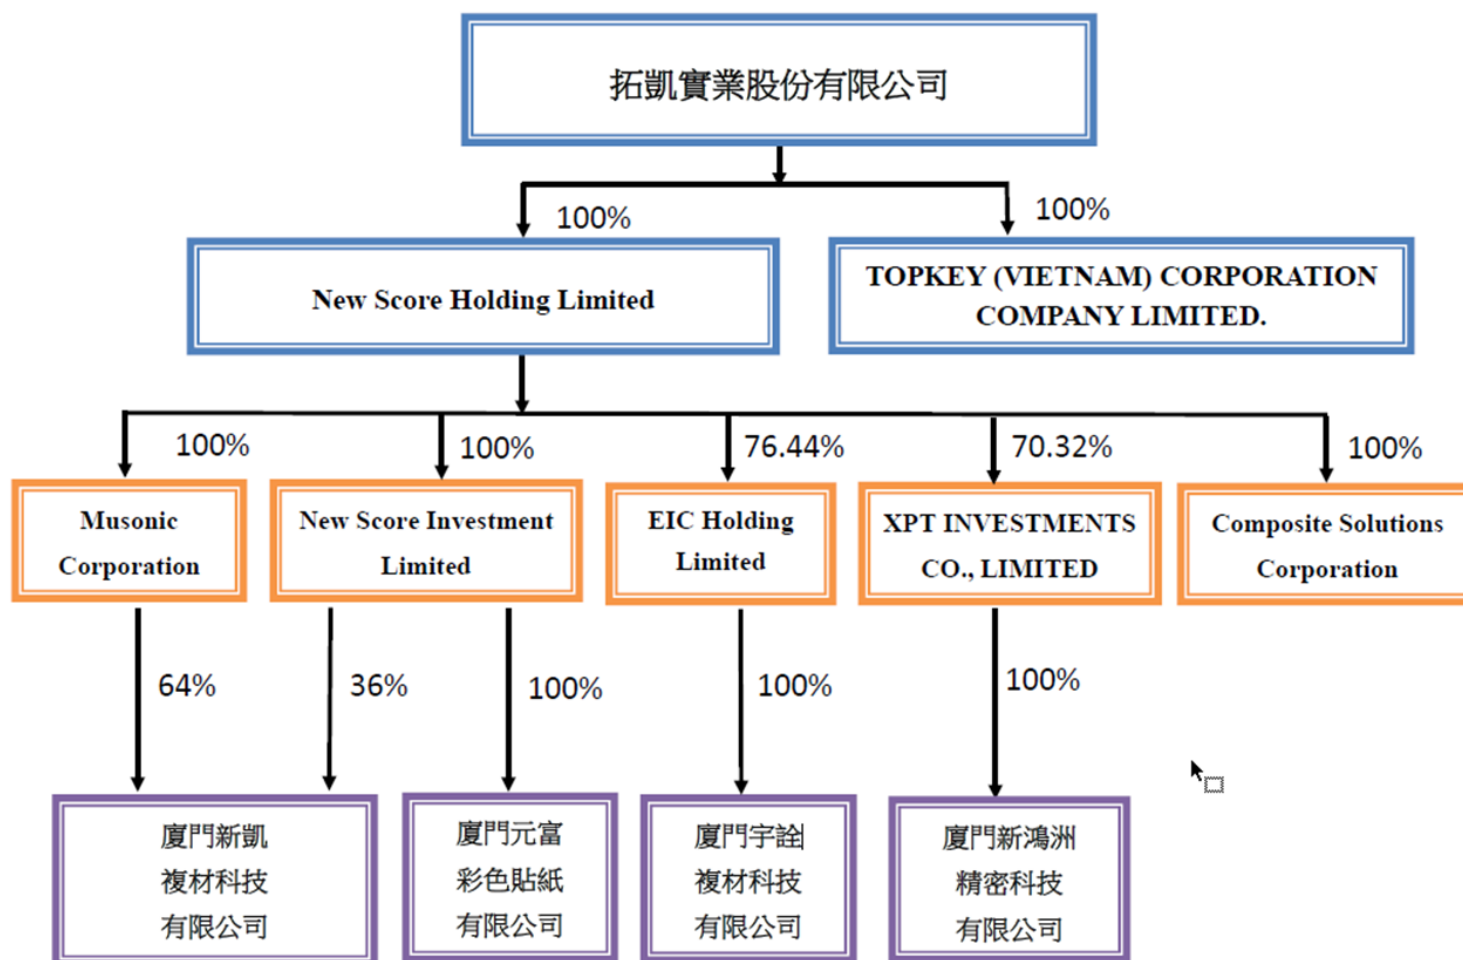 拓凱實業股份有限公司
100%
100%
New Score Holding Limited
TOPKEY (VIETNAM) CORPORATION
COMPANY LIMITED.
100%
100%
76.44%
70.32%
100%
Musonic
Corporation
New Score Investment
Limited
EIC Holding
Limited
XPT INVESTMENTS
CO., LIMITED
Composite Solutions
Corporation
64%
36%
100%
100%
100%
廈門新凱
複材科技
有限公司
廈門元富
彩色貼紙
有限公司
廈門宇詮
複材科技
有限公司
廈門新鴻洲
精密科技
有限公司